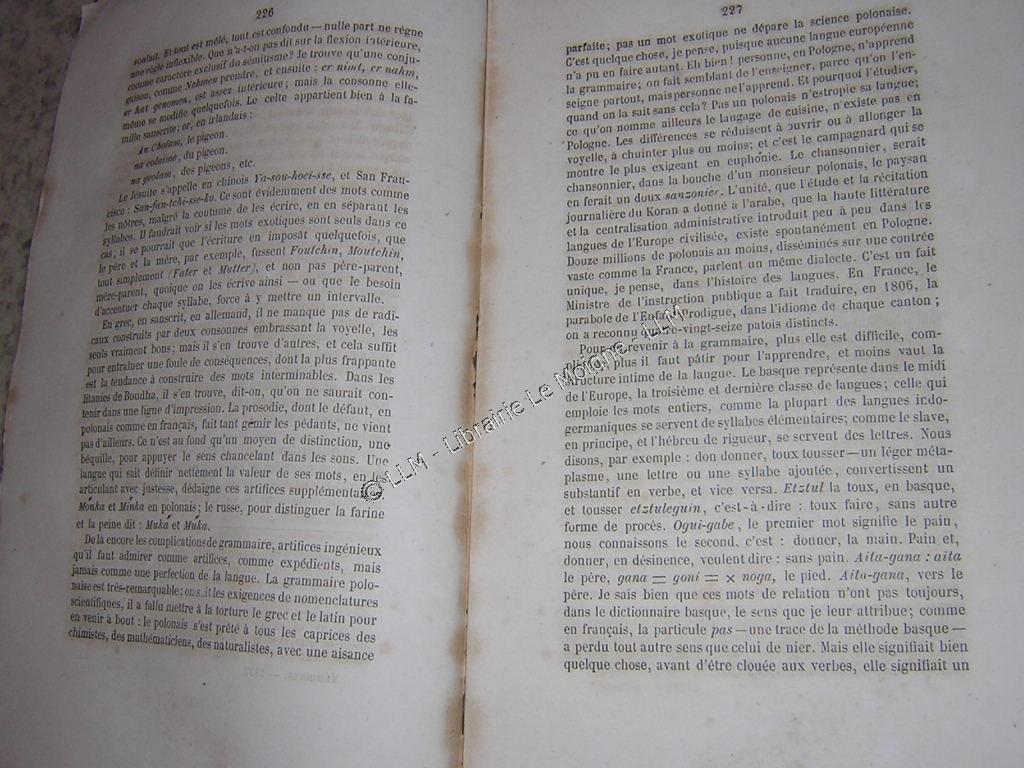 226
voulait. Et tout est mêlé, tout est confondu — nulle part ne règne
une règle inflexible. Que n'a-t-on pas dit sur la flexion intérieure,
comme caractère exclusif du sémitisme? Je trouve qu'une conju-
gaison, comme Nehmen prendre, et ensuite : er nimt, er nahm,
er hat genomen, est assez intérieure; mais la consonne elle-
même se modifie quelquefois. Le celte appartient bien à la fa-
mille sanscrite; or, en irlandais :
An Cholam, le pigeon.
na colaime, du pigeon.
na geolam, des pigeons, etc.
Le Jésuite s'appelle en chinois Ya-sou-hoei-sse, et San Fran-
cisco : San-fan-tchi-sse-ko. Ce sont évidemment des mots comme
les nôtres, malgré la coutume de les écrire, en en séparant les
syllabes. Il faudrait voir si les mots exotiques sont seuls dans ce
cas; il se pourrait que l'écriture en imposât quelquefois, que
le père et la mère, par exemple, fussent Foutchin, Moutchin,
tout simplement (Fater et Mutter), et non pas père-parent,
mère-parent, quoique on les écrive ainsi — ou que le besoin
d'accentuer chaque syllabe, force à y mettre un intervalle.
En grec, en sanscrit, en allemand, il ne manque pas de radi-
caux construits par deux consonnes embrassant la voyelle, les
seuls vraiment bons; mais il s'en trouve d'autres, et cela suffit
pour entraîner une foule de conséquences, dont la plus frappante
est la tendance à construire des mots interminables. Dans les
litanies de Boudha, il s'en trouve, dit-on, qu'on ne saurait con-
tenir dans une ligne d'impression. La prosodie, dont le défaut, en
polonais comme en français, fait tant gémir les pédants, ne vient
pas d'ailleurs. Ce n'est au fond qu'un moyen de distinction, une
béquille, pour appuyer le sens chancelant dans les sons. Une
langue qui sait définir nettement la valeur de ses mots, en les
articulant avec justesse, dédaigne ces artifices supplémentaires
Mónka et Minka en polonais; le russe, pour distinguer la farine
et la peine dit : Muká et Múka.
De là encore les complications de grammaire, artifices ingénieux
qu'il faut admirer comme artifices, comme expédients, mais
jamais comme une perfection de la langue. La grammaire polo-
naise est très-remarquable; on sait les exigences de nomenclatures
scientifiques, il a fallu mettre à la torture le grec et le latin pour
en venir à bout : le polonais s'est prêté à tous les caprices des
chimistes, des mathématiciens, des naturalistes, avec une aisance
227
parfaite; pas un mot exotique ne dépare la science polonaise.
C'est quelque chose, je pense, puisque aucune langue européenne
n'a pu en faire autant. Eh bien! personne, en Pologne, n'apprend
la grammaire; on fait semblant de l'enseigner, parce qu'on l'en-
seigne partout, mais personne ne l'apprend. Et pourquoi l'étudier,
quand on la sait sans cela? Pas un polonais n'estropie sa langue;
ce qu'on nomme ailleurs le langage de cuisine, n'existe pas en
Pologne. Les différences se réduisent à ouvrir ou à allonger la
voyelle, à chuinter plus ou moins; et c'est le campagnard qui se
montre le plus exigeant en euphonie. Le chansonnier, serait
chansonnier, dans la bouche d'un monsieur polonais, le paysan
en ferait un doux sanzonier. L'unité, que l'étude et la récitation
journalière du Koran a donné à l'arabe, que la haute littérature
et la centralisation administrative introduit peu à peu dans les
langues de l'Europe civilisée, existe spontanément en Pologne.
Douze millions de polonais au moins, disséminés sur une contrée
vaste comme la France, parlent un même dialecte. C'est un fait
unique, je pense, dans l'histoire des langues. En France, le
Ministre de l'instruction publique a fait traduire, en 1806, la
parabole de l'Enfant Prodigue, dans l'idiome de chaque canton ;
on a reconnu quatre-vingt-seize patois distincts.
Pour en revenir à la grammaire, plus elle est difficile, com-
plexe, plus il faut pâtir pour l'apprendre, et moins vaut la
structure intime de la langue. Le basque représente dans le midi
de l'Europe, la troisième et dernière classe de langues; celle qui
emploie les mots entiers, comme la plupart des langues indo-
germaniques se servent de syllabes élémentaires; comme le slave,
en principe, et l'hébreu de rigueur, se servent des lettres. Nous
disons, par exemple : don donner, toux tousser — un léger méta-
plasme, une lettre ou une syllabe ajoutée, convertissent un
substantif en verbe, et vice versa. Etztul la toux, en basque,
et tousser etztuleguin, c'est-à-dire : toux faire, sans autre
forme de procès. Ogui-gabe, le premier mot signifie le pain,
nous connaissons le second, c'est : donner, la main. Pain et,
donner, en désinence, veulent dire : sans pain. Aita-gana : aita
le père, gana = goni = × noga, le pied. Aita-gana, vers le
père. Je sais bien que ces mots de relation n'ont pas toujours,
dans le dictionnaire basque, le sens que je leur attribue; comme
en français, la particule pas — une trace de la méthode basque —
a perdu tout autre sens que celui de nier. Mais elle signifiait bien
quelque chose, avant d'être clouée aux verbes, elle signifiait un
© LLM - Librairie Le Moigne - LLM